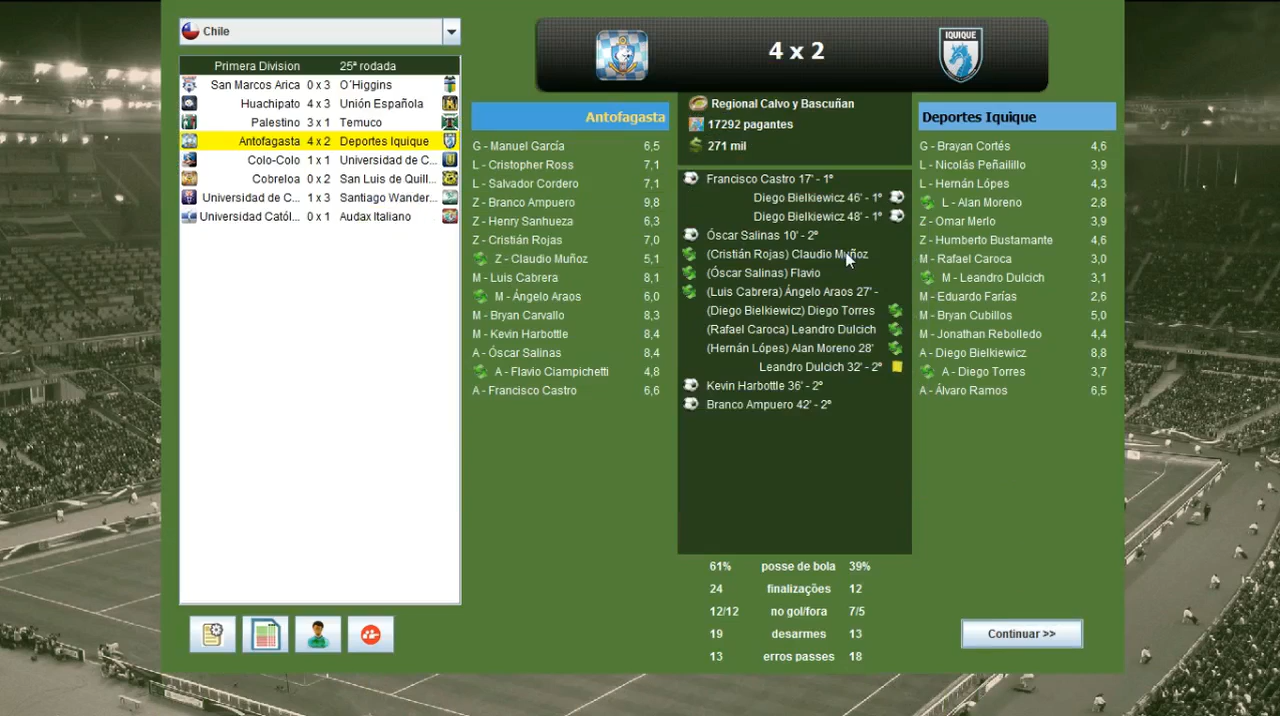 Chile
Primera Division 25ª rodada
San Marcos Arica 0 x 3 O´Higgins
Huachipato 4 x 3 Unión Española
Palestino 3 x 1 Temuco
Antofagasta 4 x 2 Deportes Iquique
Colo-Colo 1 x 1 Universidad de C...
Cobreloa 0 x 2 San Luis de Quill...
Universidad de C... 1 x 3 Santiago Wander...
Universidad Catól... 0 x 1 Audax Italiano
4 x 2
IQUIQUE
Antofagasta
G - Manuel García 6,5
L - Cristopher Ross 7,1
L - Salvador Cordero 7,1
Z - Branco Ampuero 9,8
Z - Henry Sanhueza 6,3
Z - Cristián Rojas 7,0
Z - Claudio Muñoz 5,1
M - Luis Cabrera 8,1
M - Ángelo Araos 6,0
M - Bryan Carvallo 8,3
M - Kevin Harbottle 8,4
A - Óscar Salinas 8,4
A - Flavio Ciampichetti 4,8
A - Francisco Castro 6,6
Regional Calvo y Bascuñan
17292 pagantes
271 mil
Francisco Castro 17' - 1º
Diego Bielkiewicz 46' - 1º
Diego Bielkiewicz 48' - 1º
Óscar Salinas 10' - 2º
(Cristián Rojas) Claudio Muñoz
(Óscar Salinas) Flavio
(Luis Cabrera) Ángelo Araos 27' -
(Diego Bielkiewicz) Diego Torres
(Rafael Caroca) Leandro Dulcich
(Hernán Lópes) Alan Moreno 28'
Leandro Dulcich 32' - 2º
Kevin Harbottle 36' - 2º
Branco Ampuero 42' - 2º
61% posse de bola 39%
24 finalizações 12
12/12 no gol/fora 7/5
19 desarmes 13
13 erros passes 18
Deportes Iquique
G - Brayan Cortés 4,6
L - Nicolás Peñailillo 3,9
L - Hernán Lópes 4,3
L - Alan Moreno 2,8
Z - Omar Merlo 3,9
Z - Humberto Bustamante 4,6
M - Rafael Caroca 3,9
M - Leandro Dulcich 3,1
M - Eduardo Farías 2,6
M - Bryan Cubillos 5,0
M - Jonathan Rebolledo 4,4
A - Diego Bielkiewicz 8,8
A - Diego Torres 3,7
A - Álvaro Ramos 6,5
Continuar >>